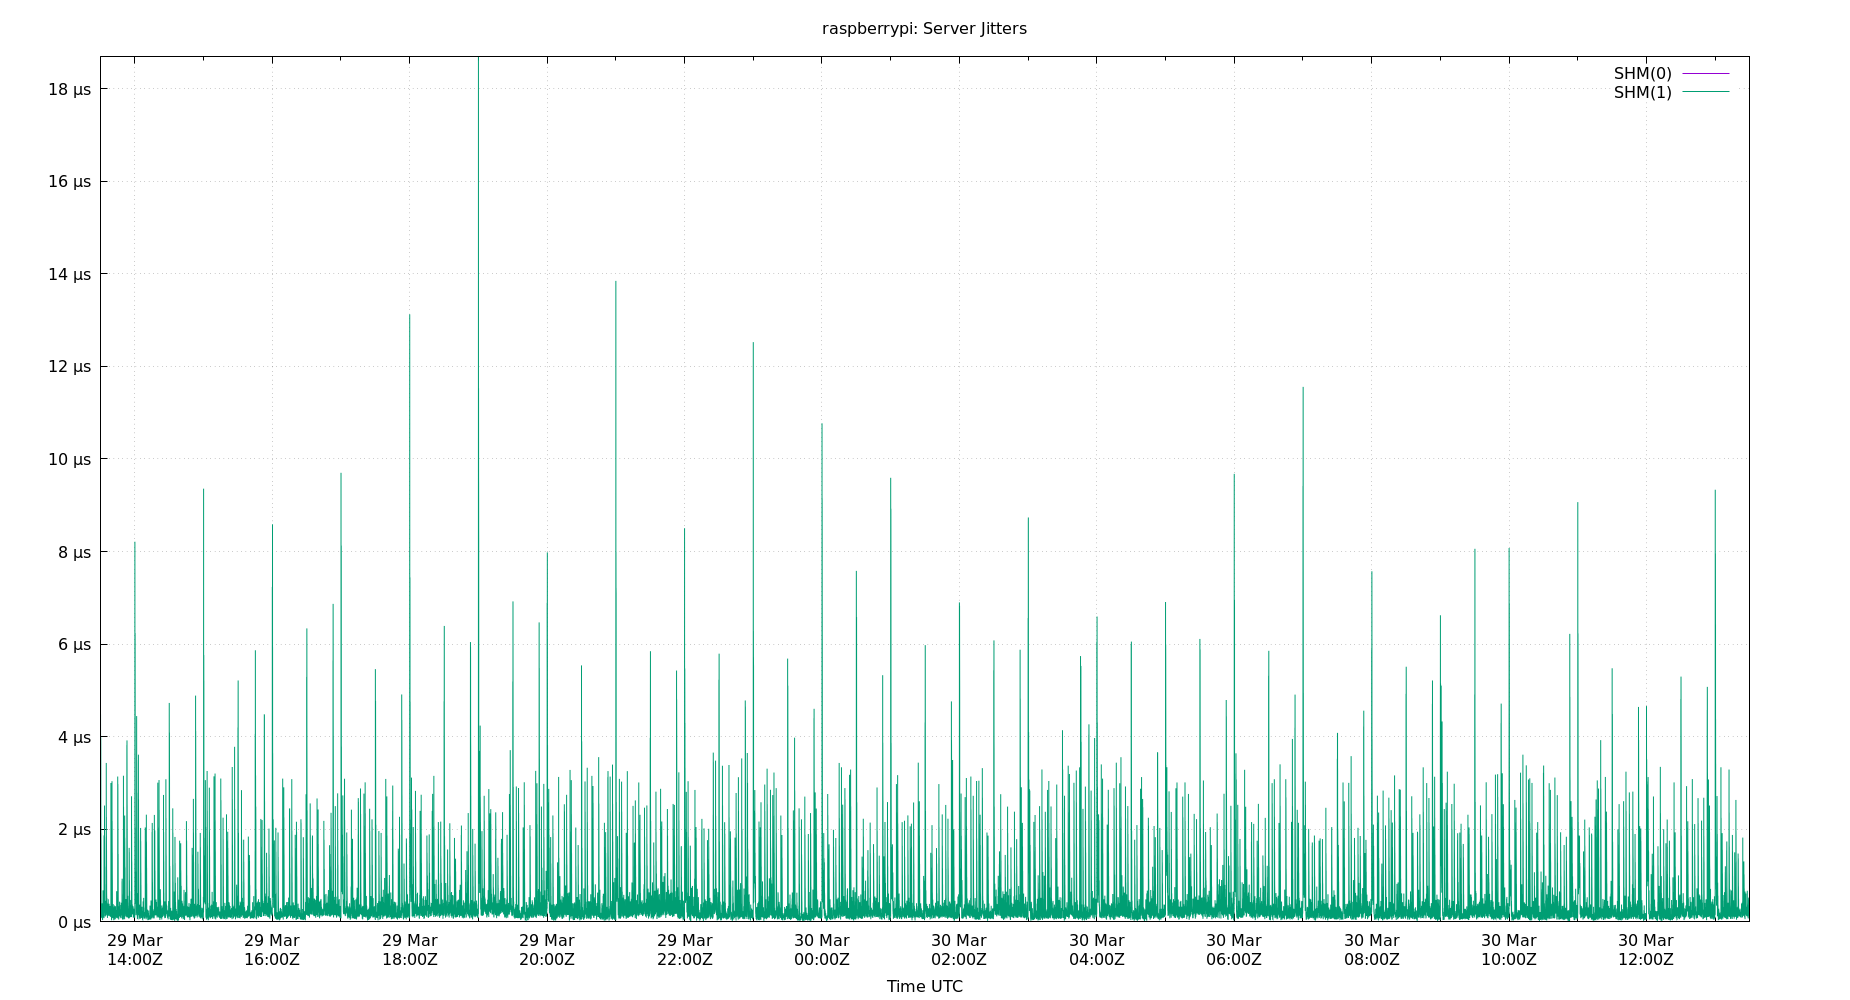 raspberrypi: Server Jitters
SHM(0)
SHM(1)
18 µs
16 µs
14 µs
12 µs
10 µs
8 µs
6 µs
4 µs
2 µs
0 µs
29 Mar 29 Mar 29 Mar 29 Mar 29 Mar 30 Mar 30 Mar 30 Mar 30 Mar 30 Mar 30 Mar 30 Mar
14:00Z 16:00Z 18:00Z 20:00Z 22:00Z 00:00Z 02:00Z 04:00Z 06:00Z 08:00Z 10:00Z 12:00Z
Time UTC